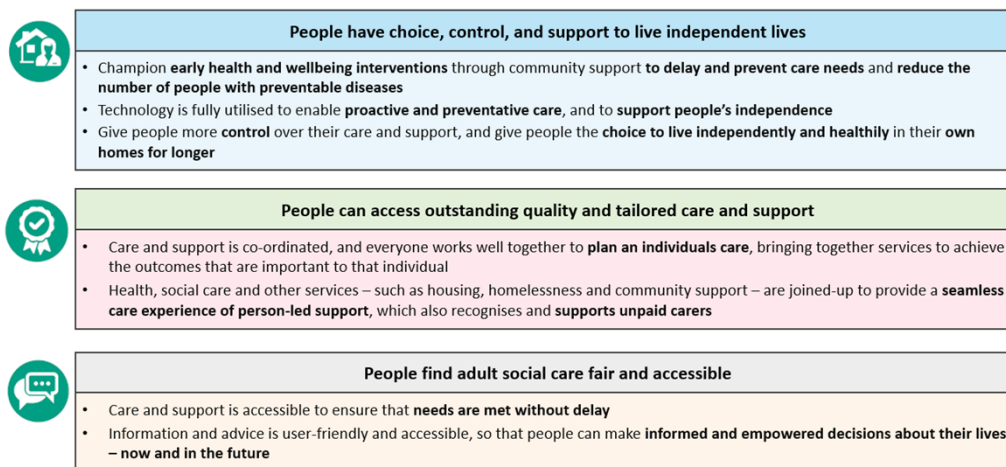 People have choice, control, and support to live independent lives
• Champion early health and wellbeing interventions through community support to delay and prevent care needs and reduce the
number of people with preventable diseases
• Technology is fully utilised to enable proactive and preventative care, and to support people's independence
• Give people more control over their care and support, and give people the choice to live independently and healthily in their own
homes for longer
People can access outstanding quality and tailored care and support
• Care and support is co-ordinated, and everyone works well together to plan an individuals care, bringing together services to achieve
the outcomes that are important to that individual
• Health, social care and other services – such as housing, homelessness and community support – are joined-up to provide a seamless
care experience of person-led support, which also recognises and supports unpaid carers
People find adult social care fair and accessible
• Care and support is accessible to ensure that needs are met without delay
• Information and advice is user-friendly and accessible, so that people can make informed and empowered decisions about their lives
– now and in the future